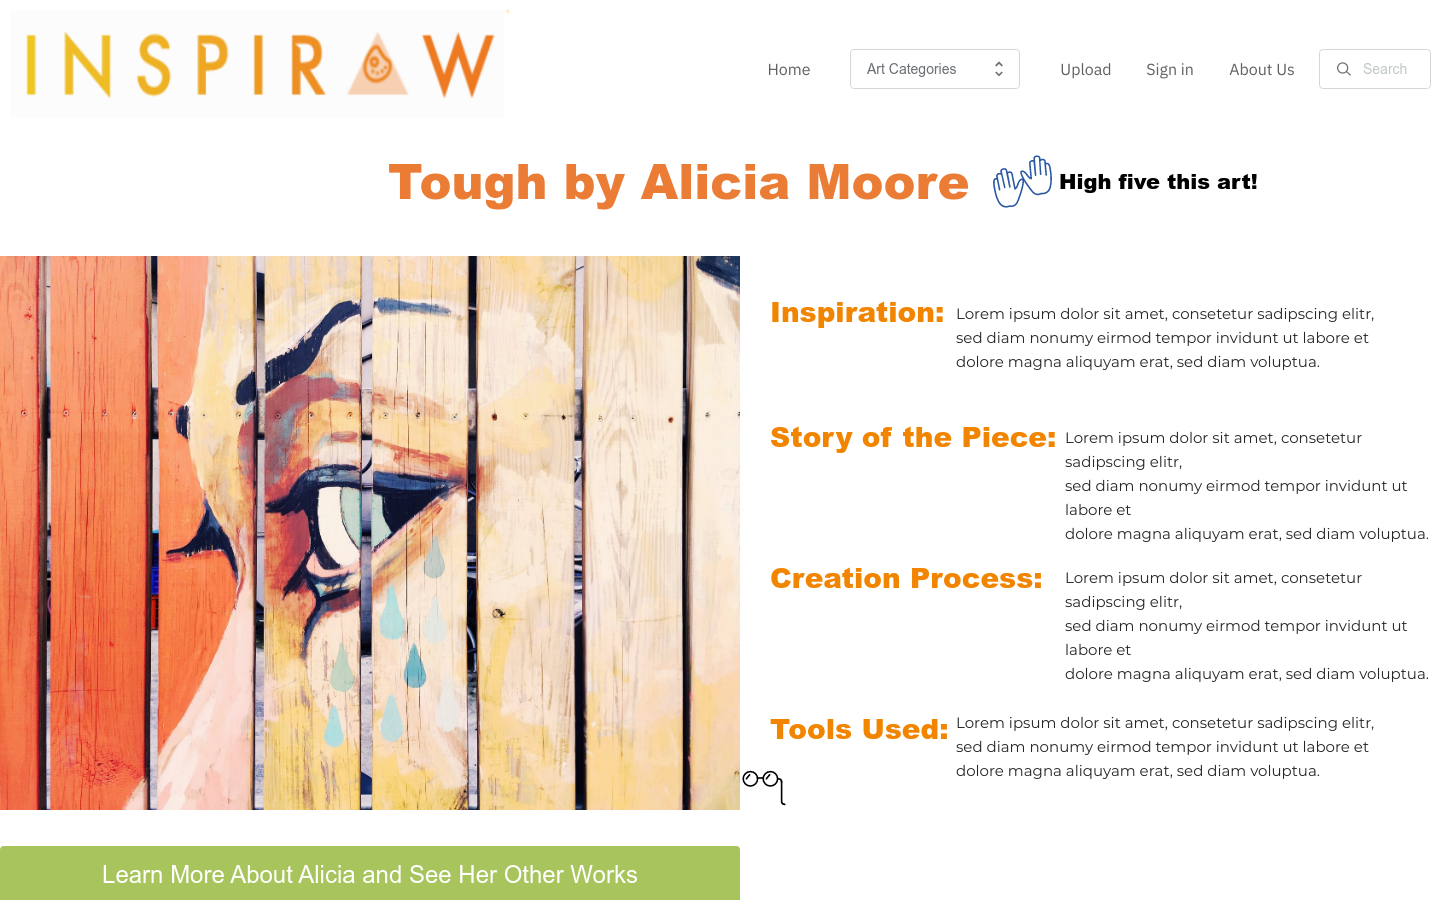 INSPIRAW
Home
Art Categories
Upload
Sign in
About Us
Search
Tough by Alicia Moore
High five this art!
Inspiration:
Lorem ipsum dolor sit amet, consetetur sadipscing elitr,
sed diam nonumy eirmod tempor invidunt ut labore et
dolore magna aliquyam erat, sed diam voluptua.
Story of the Piece:
Lorem ipsum dolor sit amet, consetetur
sadipscing elitr,
sed diam nonumy eirmod tempor invidunt ut
labore et
dolore magna aliquyam erat, sed diam voluptua.
Creation Process:
Lorem ipsum dolor sit amet, consetetur
sadipscing elitr,
sed diam nonumy eirmod tempor invidunt ut
labore et
dolore magna aliquyam erat, sed diam voluptua.
Tools Used:
Lorem ipsum dolor sit amet, consetetur sadipscing elitr,
sed diam nonumy eirmod tempor invidunt ut labore et
dolore magna aliquyam erat, sed diam voluptua.
Learn More About Alicia and See Her Other Works